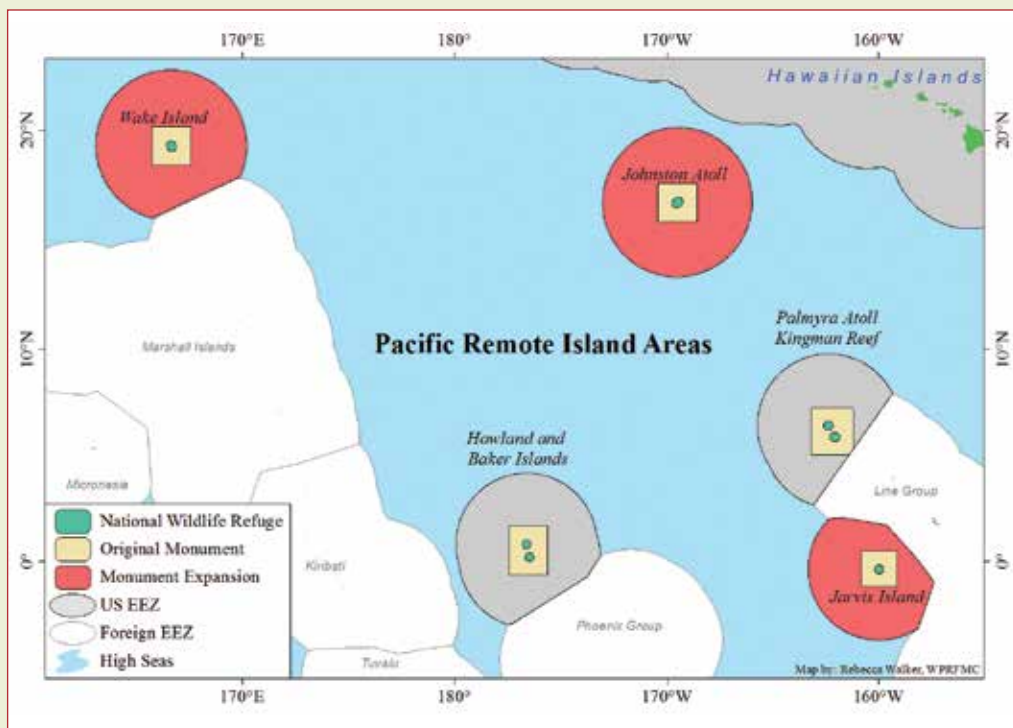 170°E
180°
170°W
160°W
Hawaiian Islands
20°N
20°N
Wake Island
Johnston Atoll
Palmyra Atoll
Kingman Reef
Pacific Remote Island Areas
Marshall Islands
10°N
10°N
Howland and
Baker Islands
Micronesia
Line Group
National Wildlife Refuge
Original Monument
Monument Expansion
US EEZ
Foreign EEZ
High Seas
Kiribati
0°
0°
Jarvis Island
Phoenix Group
Tuvalu
Map by: Rebecca Walker, WPRFMC
170°E
180°
170°W
160°W